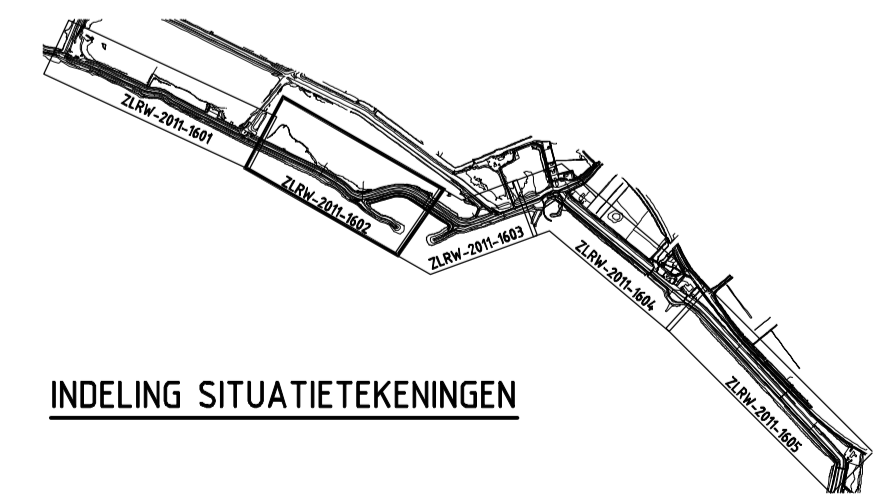 ZLRW-2011-1601
ZLRW-2011-1602
ZLRW-2011-1603
ZLRW-2011-1604
ZLRW-2011-1605
INDELING SITUATIETEKENINGEN